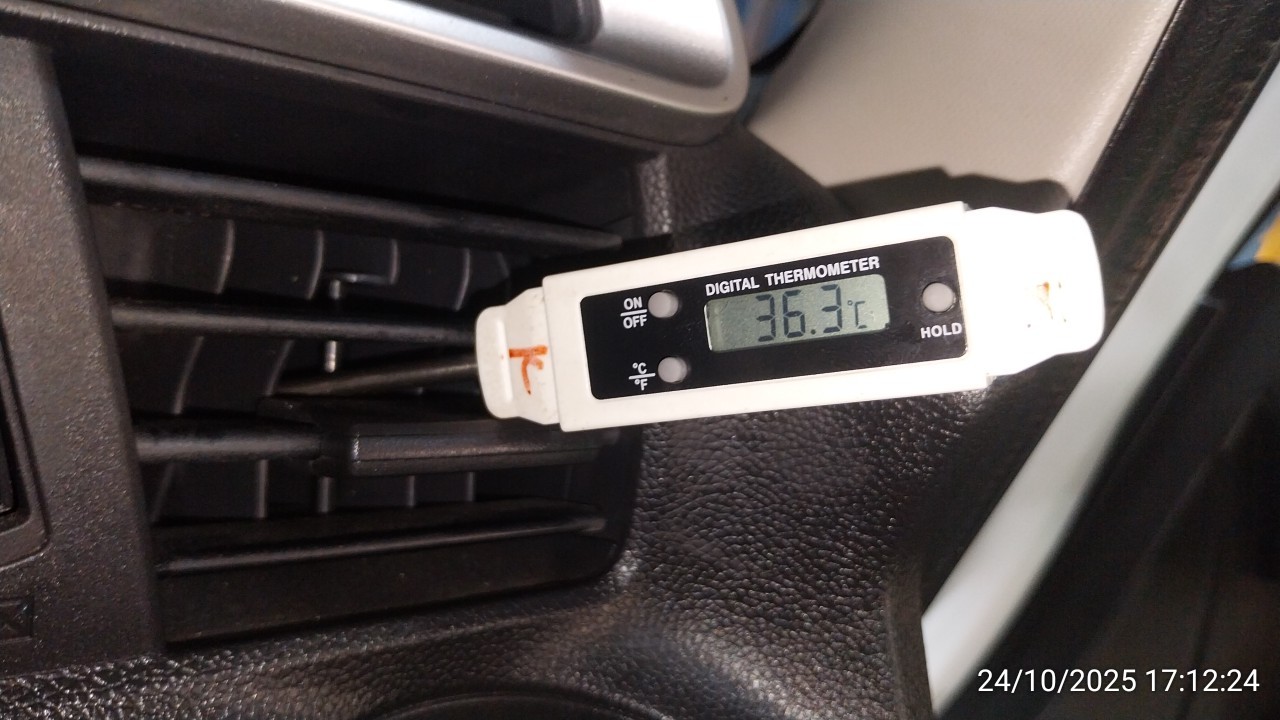 DIGITAL THERMOMETER
ON
OFF
36.3°C
°C
°F
HOLD
24/10/2025 17:12:24